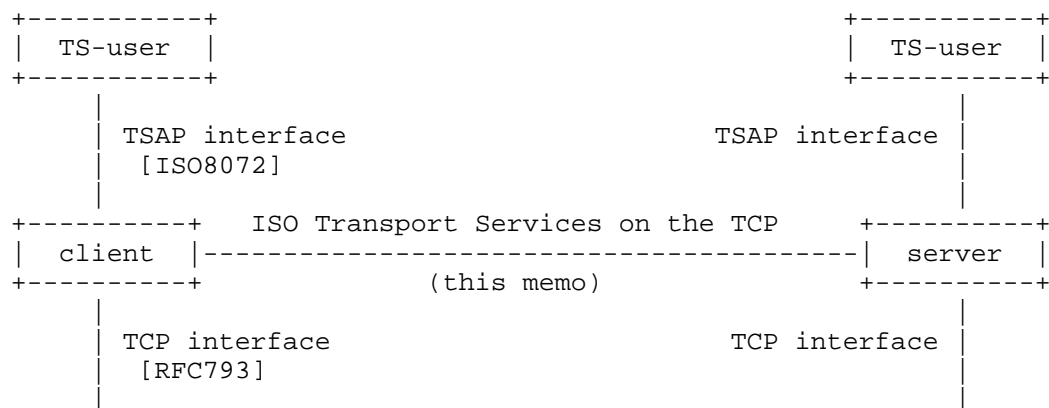 TS-user TS-user
TSAP interface TSAP interface
[ISO8072]
ISO Transport Services on the TCP
client server
(this memo)
TCP interface TCP interface
[RFC793]